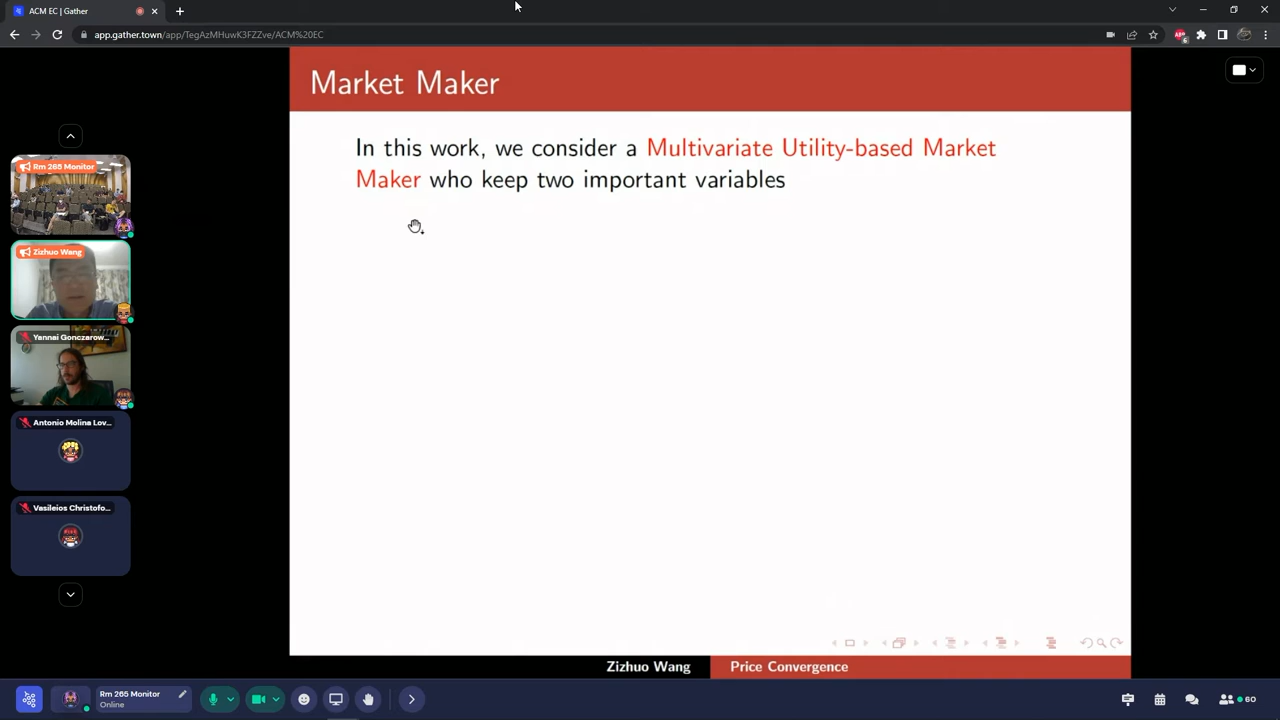 ACM EC | Gather
app.gather.town/app/TegAzMHuwK3FZZve/ACM%20EC
Market Maker
In this work, we consider a Multivariate Utility-based Market
Maker who keep two important variables
Rm 265 Monitor
Zizhuo Wang
Yannai Gonczarow...
Antonio Molina Lov...
Vasileios Christofo...
Zizhuo Wang
Price Convergence
Rm 265 Monitor
Online
60